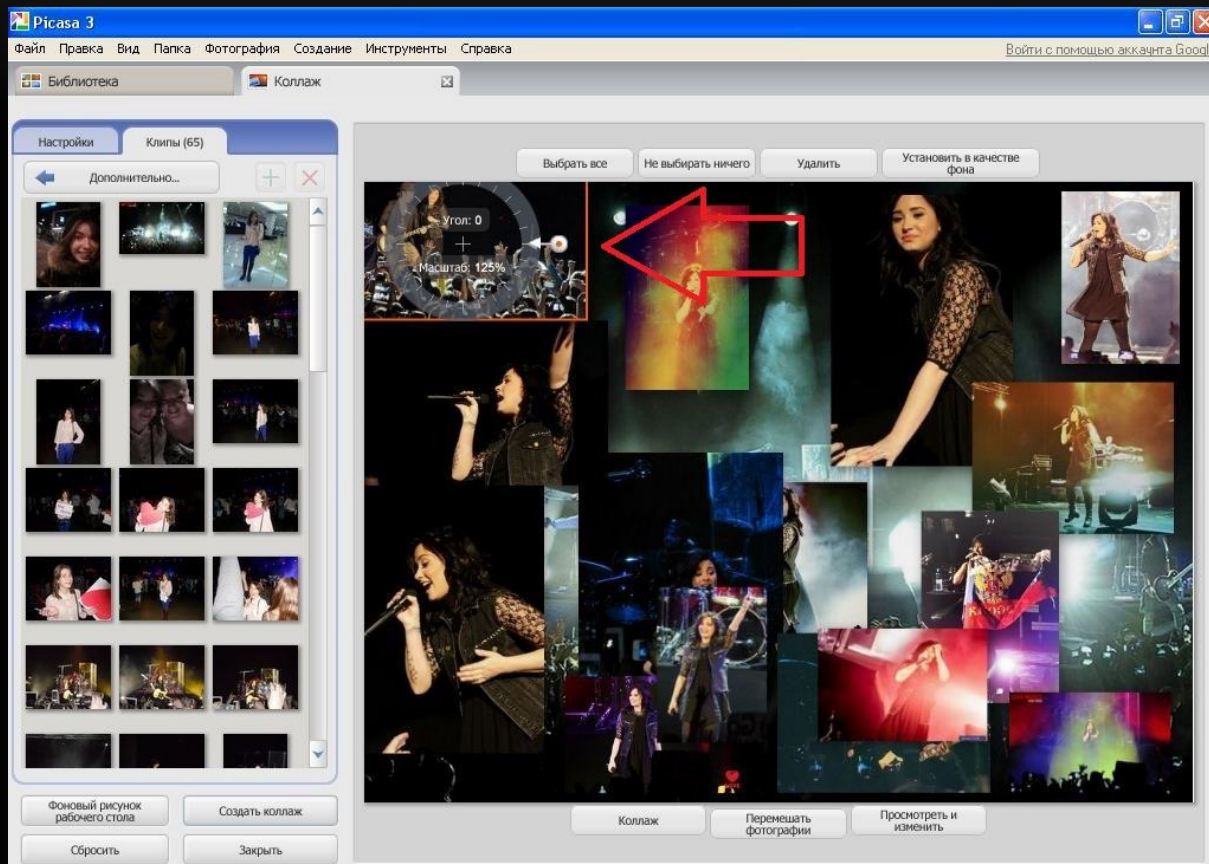 Picasa 3
Файл Правка Вид Папка Фотография Создание Инструменты Справка
Войти с помощью аккаунта Googl
Библиотека
Коллаж
Настройки
Клипы (65)
Дополнительно...
Выбрать все
Не выбирать ничего
Удалить
Установить в качестве
фона
Угол: 0
Масштаб: 125%
Фоновый рисунок
рабочего стола
Создать коллаж
Сбросить
Закрыть
Коллаж
Перемешать
фотографии
Просмотреть и
изменить